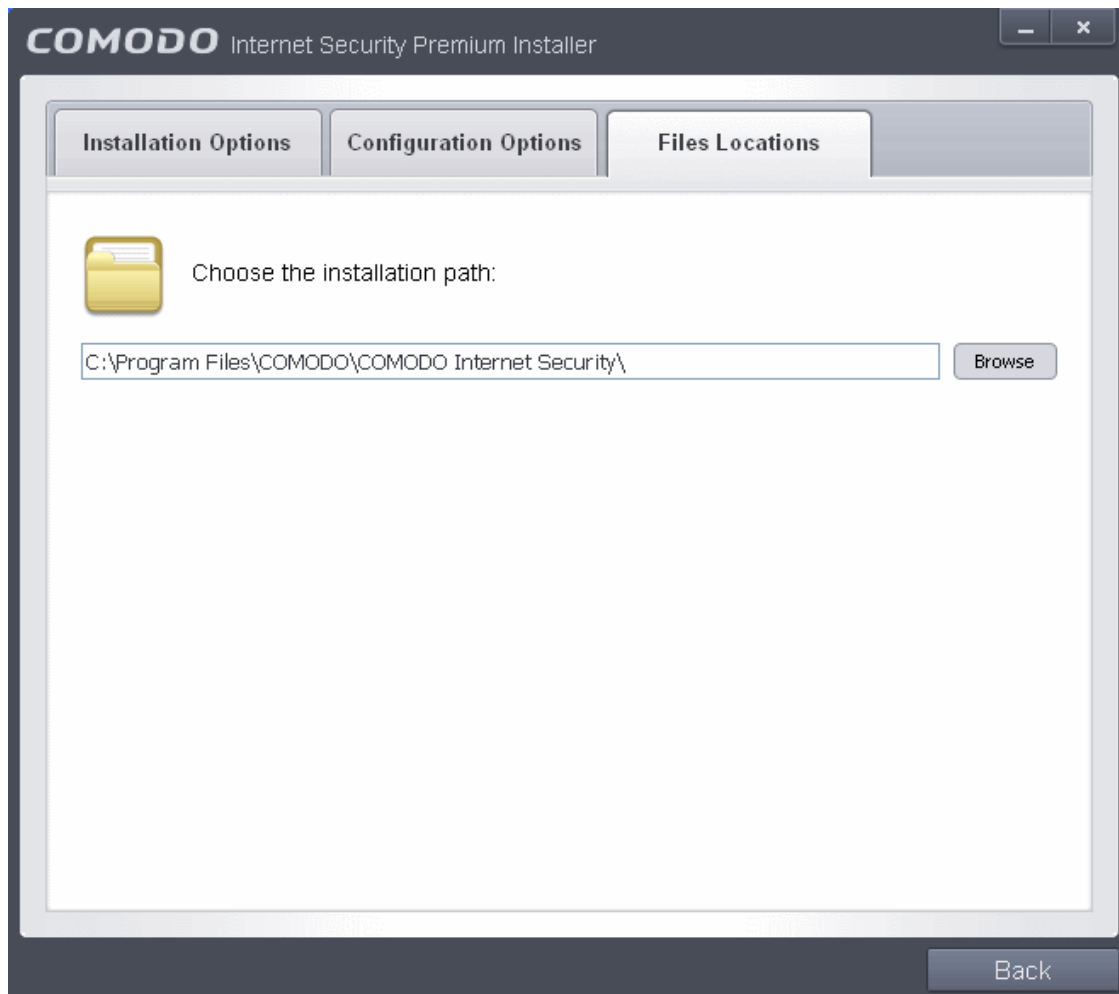 COMODO Internet Security Premium Installer
Installation Options
Configuration Options
Files Locations
Choose the installation path:
C:\Program Files\COMODO\COMODO Internet Security\
Browse
Back